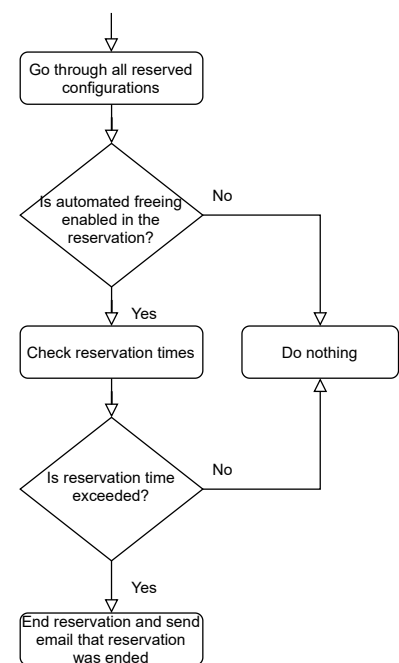 Go through all reserved
configurations
Is automated freeing
enabled in the
reservation?
No
Yes
Check reservation times
Do nothing
Is reservation time
exceeded?
No
Yes
End reservation and send
email that reservation
was ended